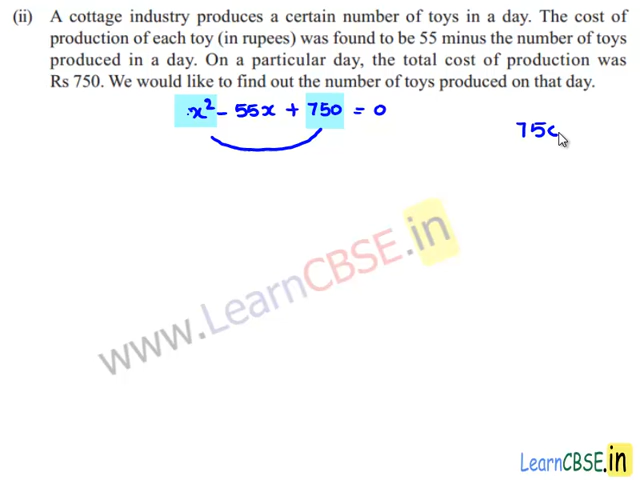 (ii) A cottage industry produces a certain number of toys in a day. The cost of
production of each toy (in rupees) was found to be 55 minus the number of toys
produced in a day. On a particular day, the total cost of production was
Rs 750. We would like to find out the number of toys produced on that day.
x² - 55x + 750 = 0
75
www.LearnCBSE.in
LearnCBSE.in